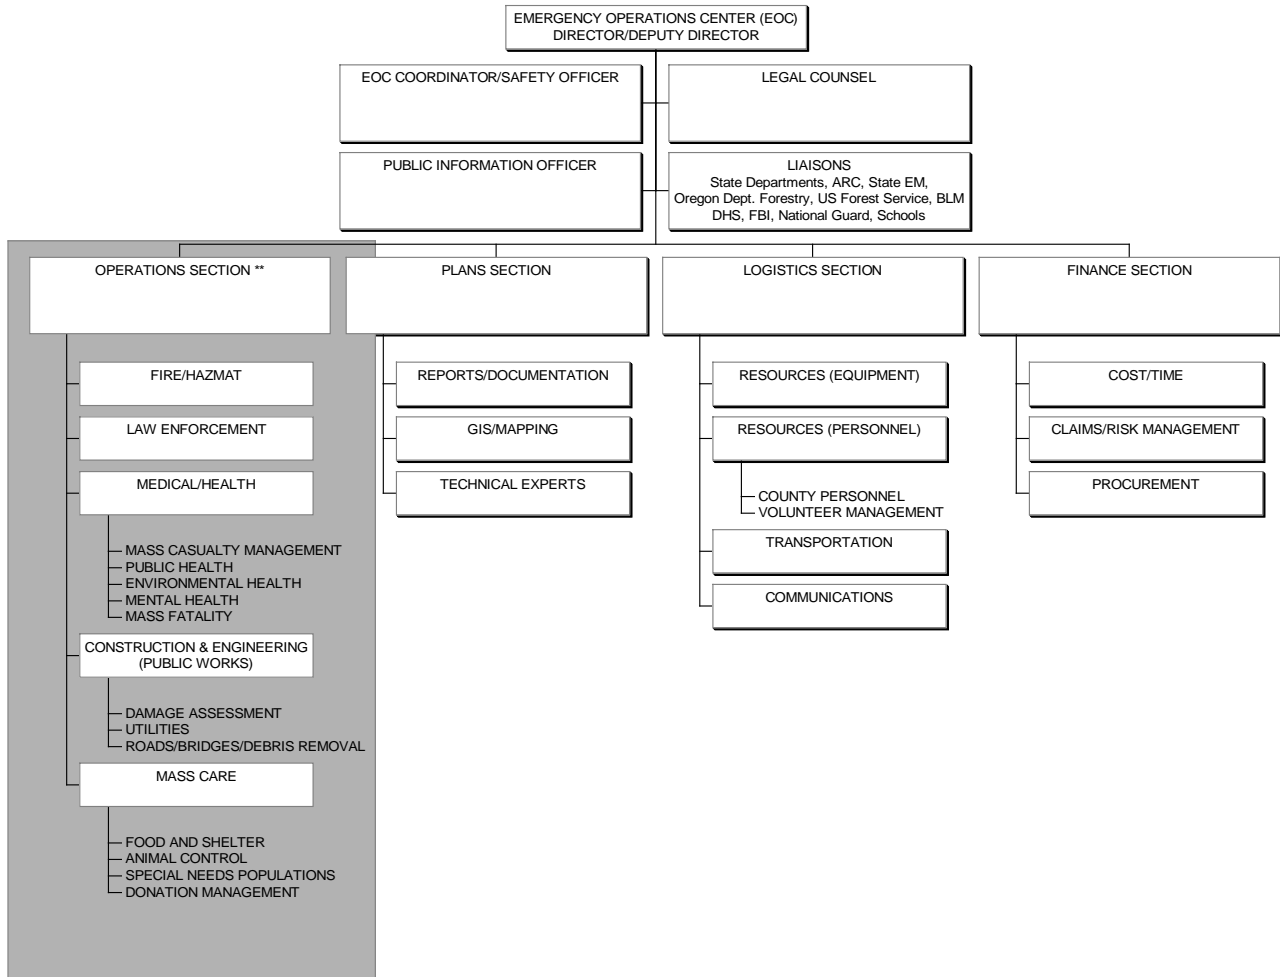 EMERGENCY OPERATIONS CENTER (EOC)
DIRECTOR/DEPUTY DIRECTOR
EOC COORDINATOR/SAFETY OFFICER
LEGAL COUNSEL
PUBLIC INFORMATION OFFICER
LIAISONS
State Departments, ARC, State EM,
Oregon Dept. Forestry, US Forest Service, BLM
DHS, FBI, National Guard, Schools
OPERATIONS SECTION **
FIRE/HAZMAT
LAW ENFORCEMENT
MEDICAL/HEALTH
MASS CASUALTY MANAGEMENT
PUBLIC HEALTH
ENVIRONMENTAL HEALTH
MENTAL HEALTH
MASS FATALITY
CONSTRUCTION & ENGINEERING
(PUBLIC WORKS)
DAMAGE ASSESSMENT
UTILITIES
ROADS/BRIDGES/DEBRIS REMOVAL
MASS CARE
FOOD AND SHELTER
ANIMAL CONTROL
SPECIAL NEEDS POPULATIONS
DONATION MANAGEMENT
PLANS SECTION
REPORTS/DOCUMENTATION
GIS/MAPPING
TECHNICAL EXPERTS
LOGISTICS SECTION
RESOURCES (EQUIPMENT)
RESOURCES (PERSONNEL)
COUNTY PERSONNEL
VOLUNTEER MANAGEMENT
TRANSPORTATION
COMMUNICATIONS
FINANCE SECTION
COST/TIME
CLAIMS/RISK MANAGEMENT
PROCUREMENT